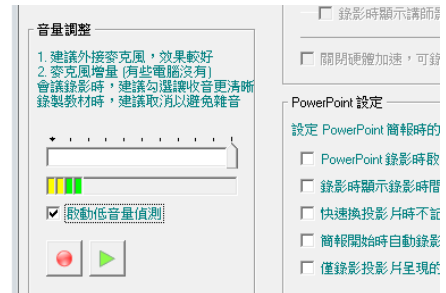 音量調整
1. 建議外接麥克風，效果較好
2. 麥克風增量 (有些電腦沒有)
會議錄影時，建議勾選讓收音更清晰
錄製教材時，建議取消以避免雜音
啟動低音量偵測
錄影時顯示講師
關閉硬體加速，可錄
PowerPoint 設定
設定 PowerPoint 簡報時的
PowerPoint 錄影時啟
錄影時顯示錄影時間
快速換投影片時不記
簡報開始時自動錄影
僅錄影投影片呈現的